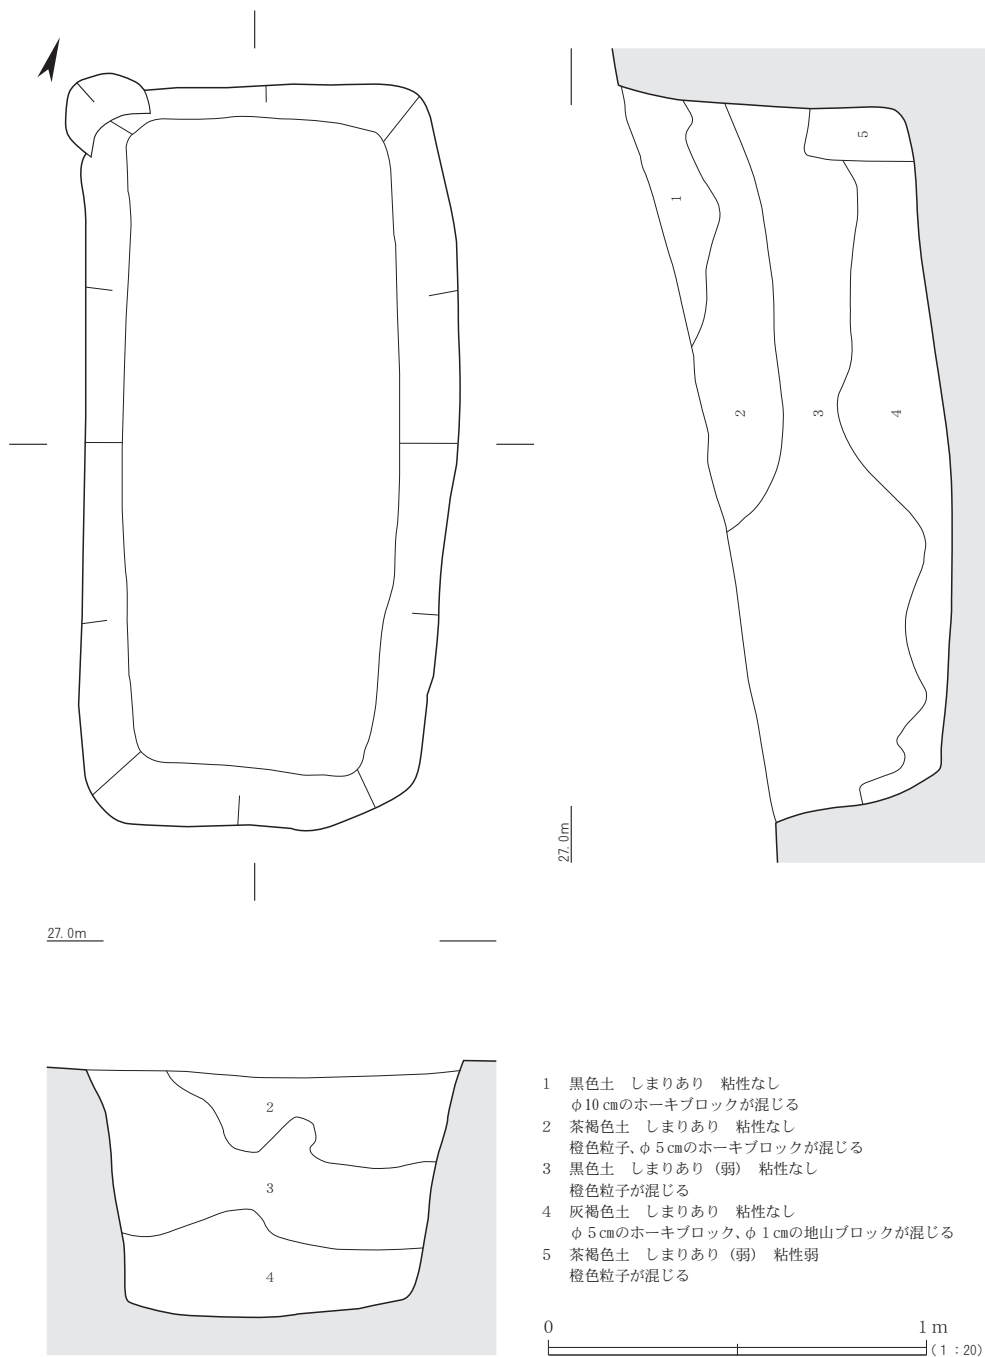 5
1
2
3
4
27.0m
27.0m
2
3
4
1 黒色土 しまりあり 粘性なし
φ10㎝のホーキブロックが混じる
2 茶褐色土 しまりあり 粘性なし
橙色粒子、φ5㎝のホーキブロックが混じる
3 黒色土 しまりあり（弱） 粘性なし
橙色粒子が混じる
4 灰褐色土 しまりあり 粘性なし
φ5㎝のホーキブロック、φ1㎝の地山ブロックが混じる
5 茶褐色土 しまりあり（弱） 粘性弱
橙色粒子が混じる
0 1m
(1:20)